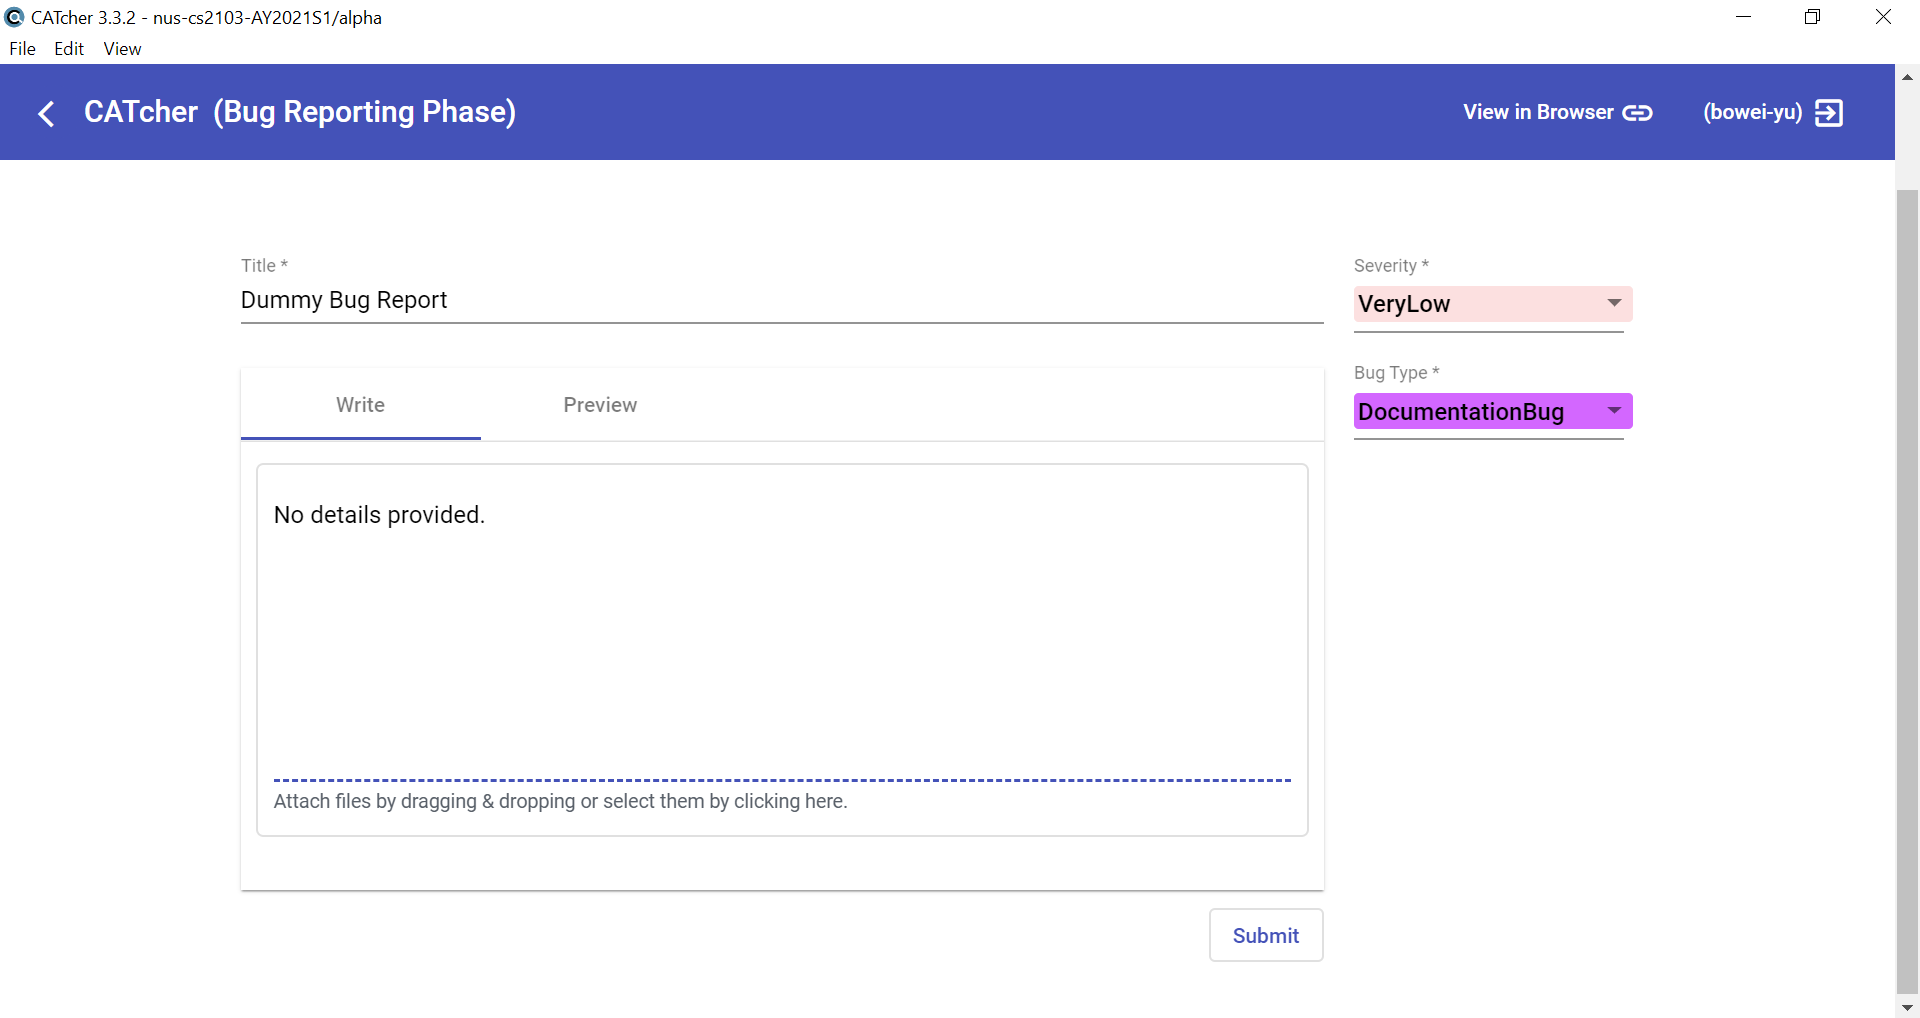 CATcher 3.3.2 - nus-cs2103-AY2021S1/alpha
File Edit View
CATcher (Bug Reporting Phase)
View in Browser
(bowei-yu)
Title *
Dummy Bug Report
Severity *
VeryLow
Bug Type *
DocumentationBug
Write Preview
No details provided.
Attach files by dragging & dropping or select them by clicking here.
Submit